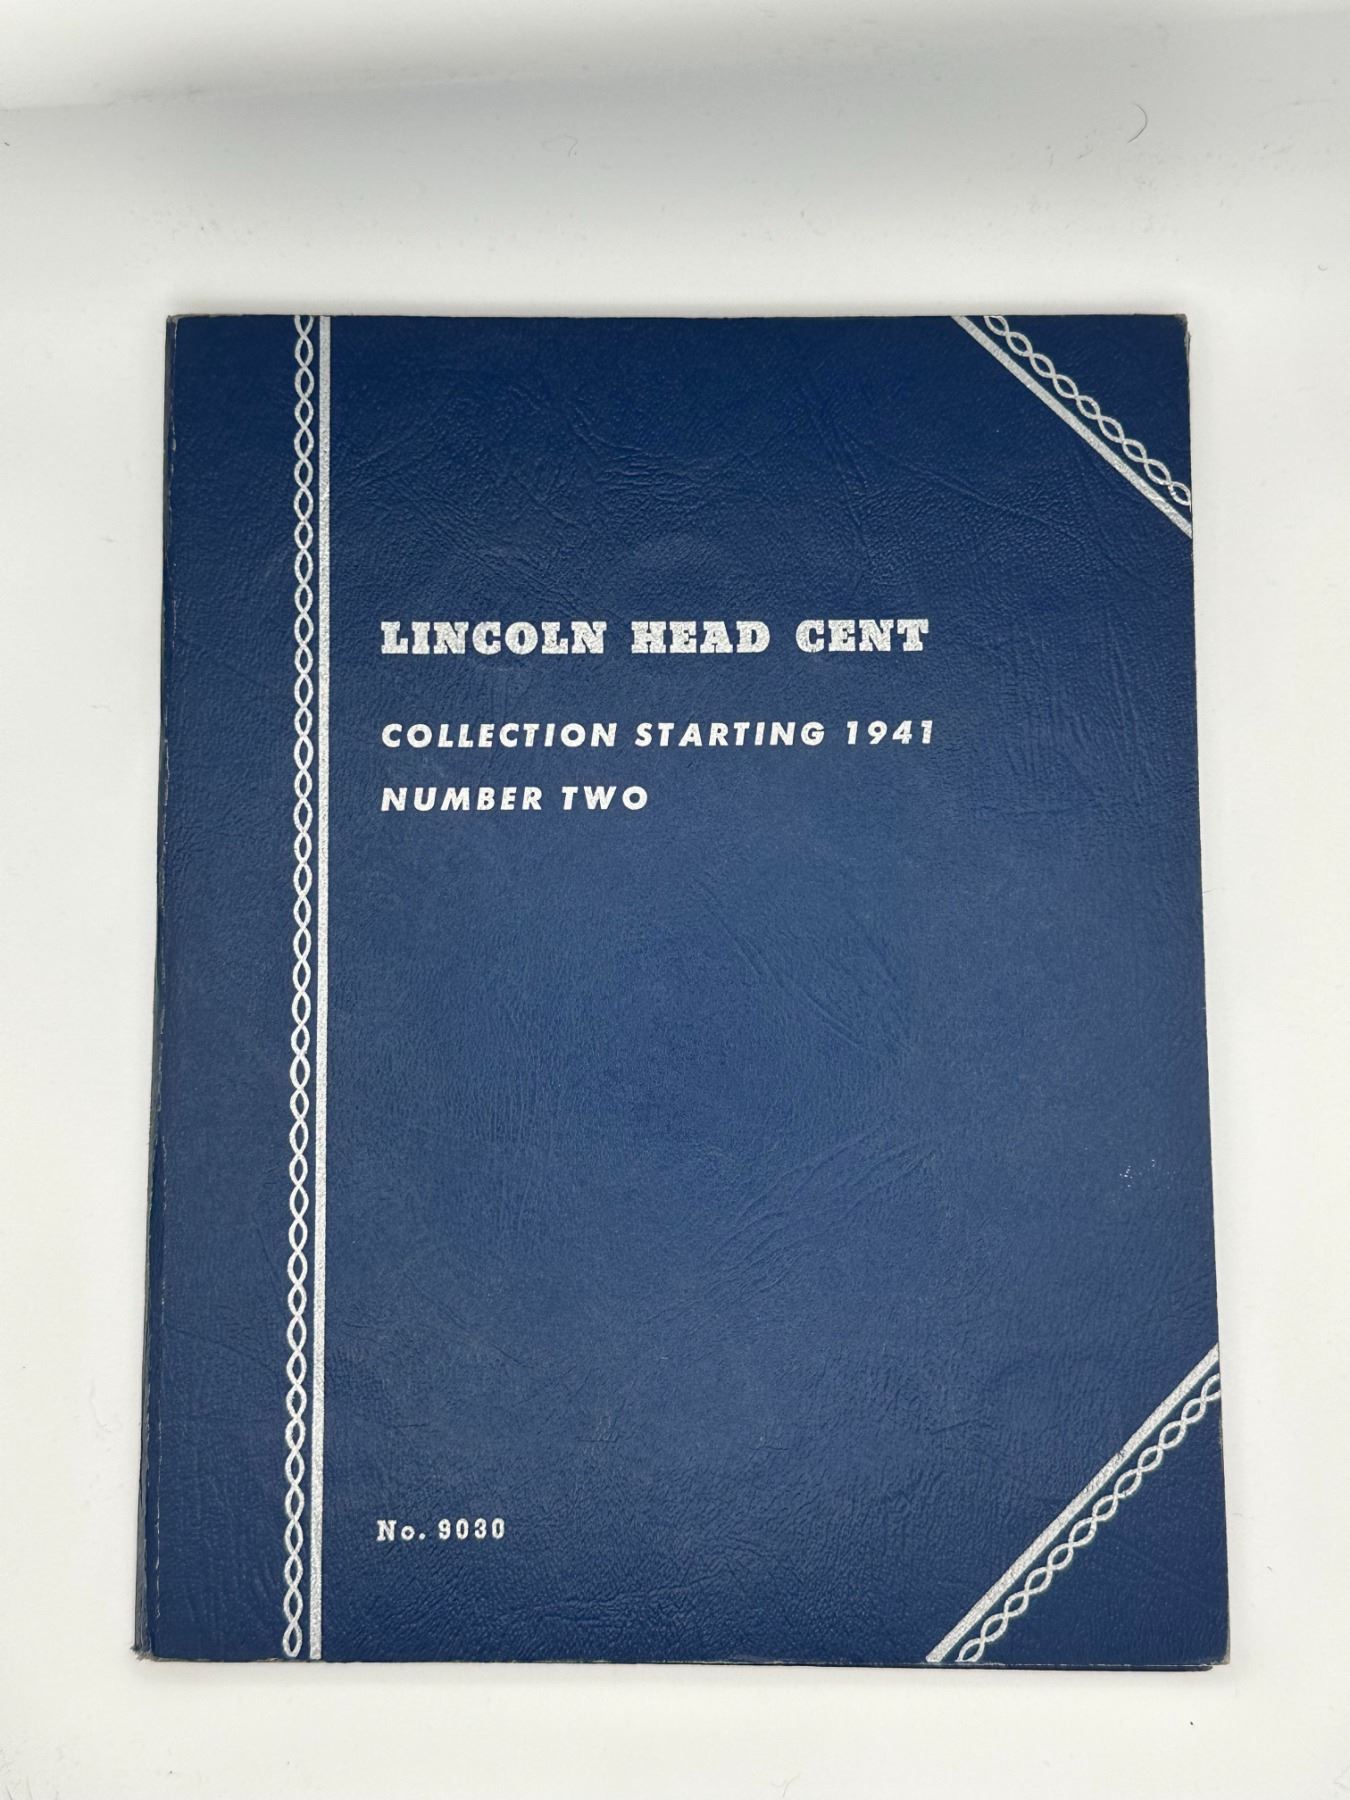 LINCOLN HEAD CENT
COLLECTION STARTING 1941
NUMBER TWO
No. 9030